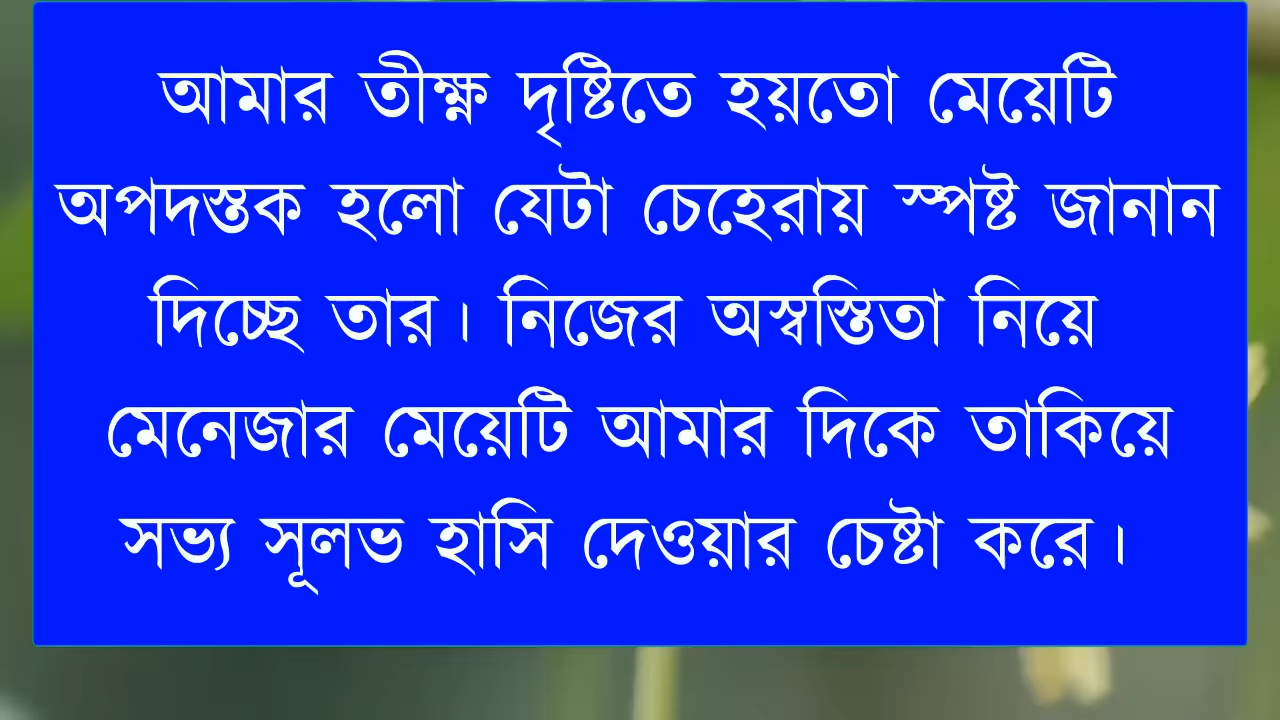 আমার তীক্ষ্ণ দৃষ্টিতে হয়তো মেয়েটি
অপদস্তক হলো যেটা চেহেরায় স্পষ্ট জানান
দিচ্ছে তার। নিজের অস্বস্তিতা নিয়ে
মেনেজার মেয়েটি আমার দিকে তাকিয়ে
সভ্য সূলভ হাসি দেওয়ার চেষ্টা করে।